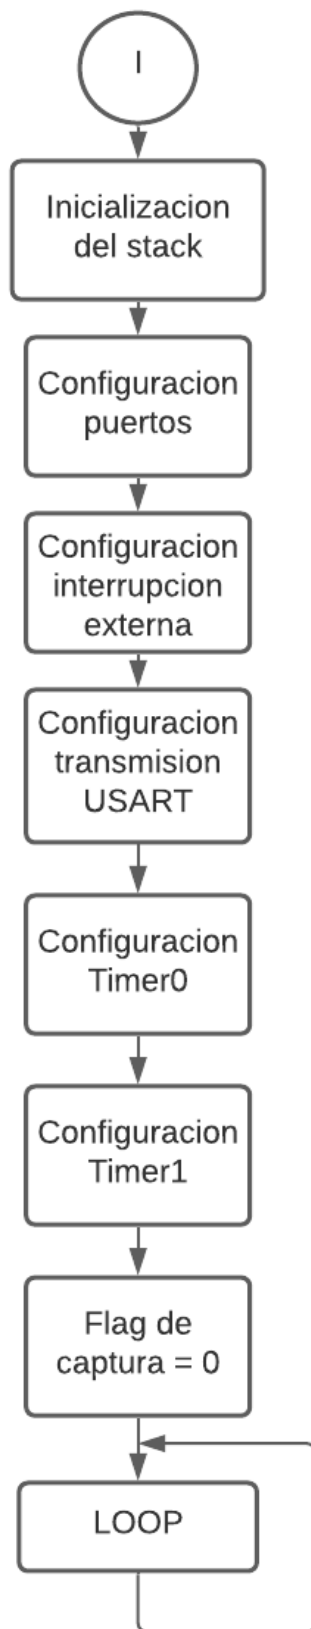 I
Inicializacion
del stack
Configuracion
puertos
Configuracion
interrupcion
externa
Configuracion
transmision
USART
Configuracion
Timer0
Configuracion
Timer1
Flag de
captura = 0
LOOP